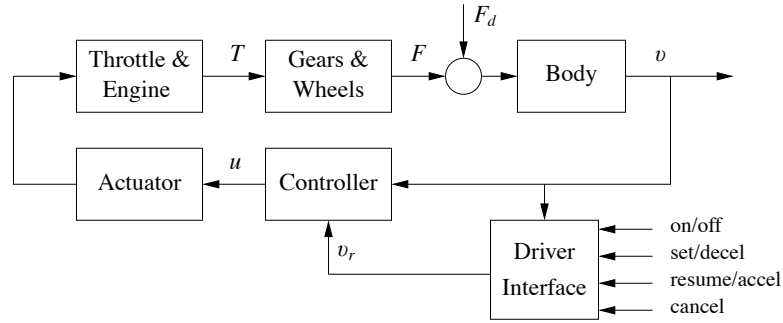 F_d
Throttle &
Engine
T
Gears &
Wheels
F
Body
v
Actuator
u
Controller
v_r
Driver
Interface
on/off
set/decel
resume/accel
cancel